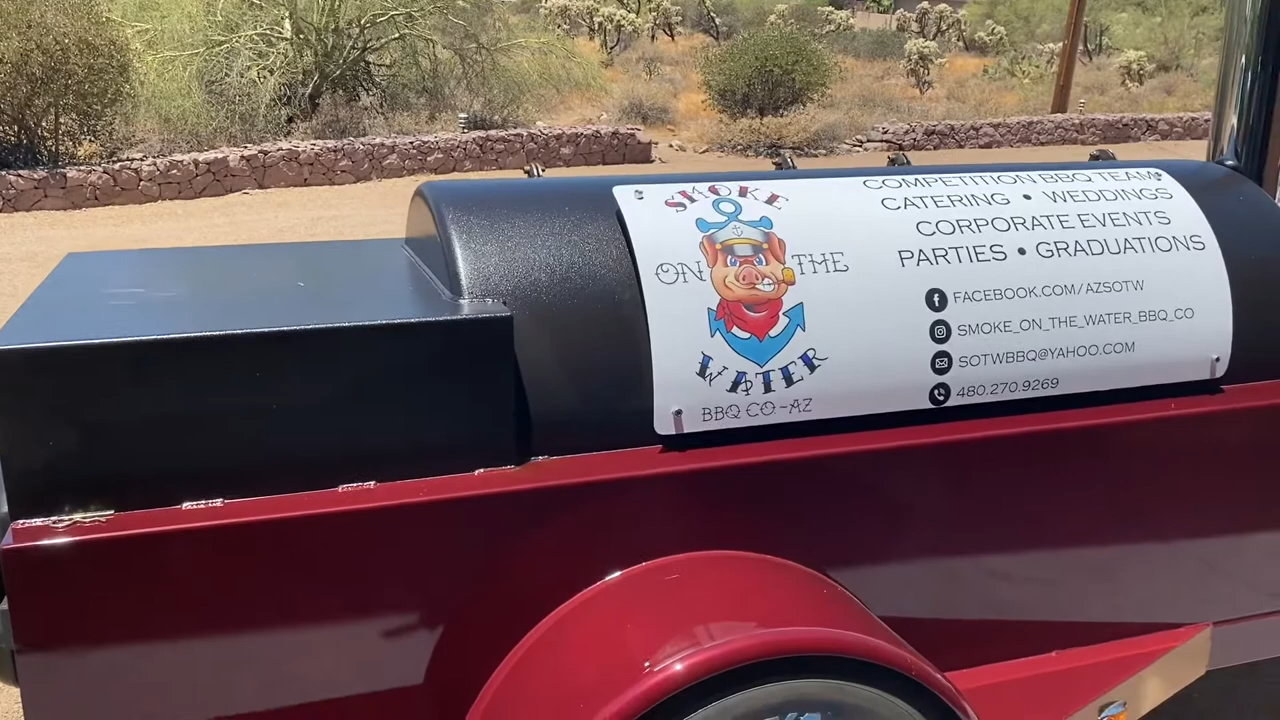 SMOKE
ON THE
WATER
BBQ CO-AZ
COMPETITION BBQ TEAM
CATERING • WEDDINGS
CORPORATE EVENTS
PARTIES • GRADUATIONS
FACEBOOK.COM/AZSOTW
SMOKE_ON_THE_WATER_BBQ_CO
SOTWBBQ@YAHOO.COM
480.270.9269